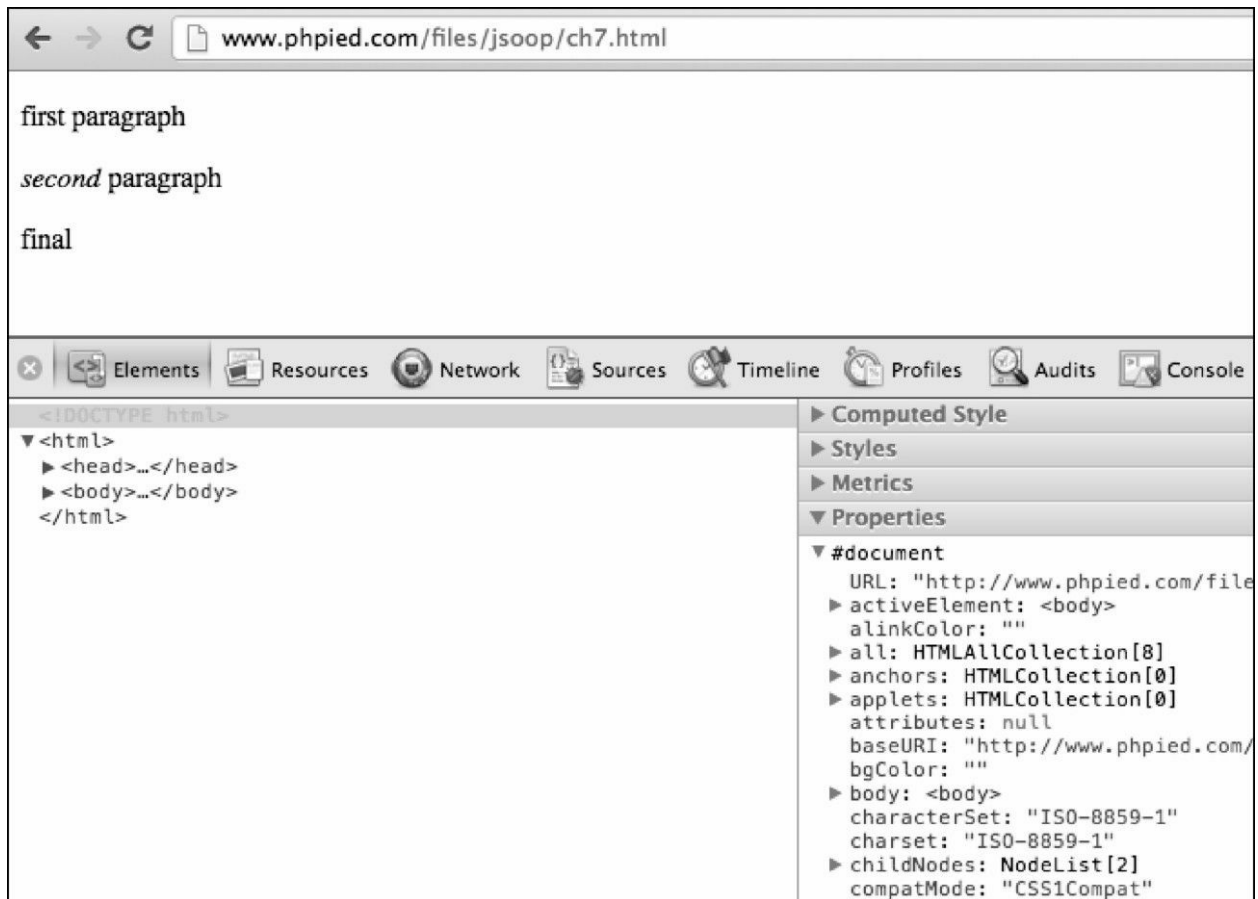 www.phpied.com/files/jsoop/ch7.html
first paragraph
second paragraph
final
Elements Resources Network Sources Timeline Profiles Audits Console
<!DOCTYPE html>
▼<html>
▶<head>…</head>
▶<body>…</body>
</html>
▶Computed Style
▶Styles
▶Metrics
▼Properties
▼#document
URL: "http://www.phpied.com/file
▶activeElement: <body>
alinkColor: ""
▶all: HTMLAllCollection[8]
▶anchors: HTMLCollection[0]
▶applets: HTMLCollection[0]
attributes: null
baseURI: "http://www.phpied.com/
bgColor: ""
▶body: <body>
characterSet: "ISO-8859-1"
charset: "ISO-8859-1"
▶childNodes: NodeList[2]
compatMode: "CSS1Compat"